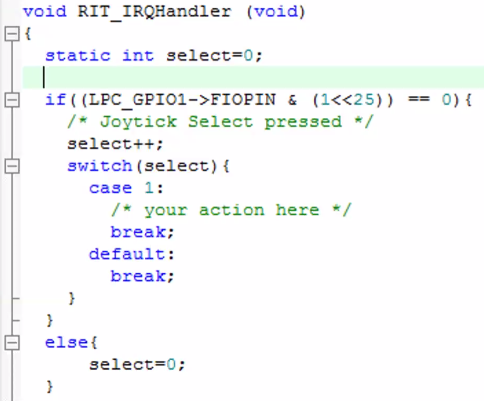 void RIT_IRQHandler (void)
{
  static int select=0;
  if((LPC_GPIO1->FIOPIN & (1<<25)) == 0){
    /* Joytick Select pressed */
    select++;
    switch(select){
      case 1:
        /* your action here */
        break;
      default:
        break;
    }
  }
  else{
      select=0;
  }